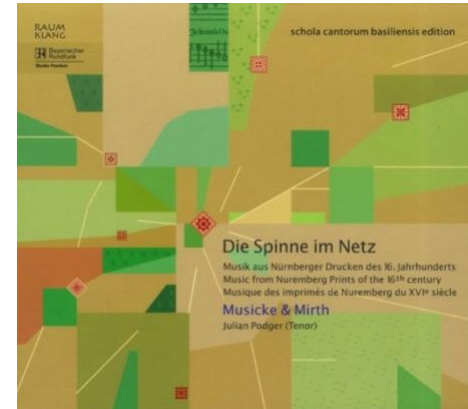 RAUM
KLANG
schola cantorum basiliensis edition
Bayerischer
Rundfunk
Studio Franken
Die Spinne im Netz
Musik aus Nürnberger Drucken des 16. Jahrhunderts
Music from Nuremberg Prints of the 16th century
Musique des imprimés de Nuremberg du XVIe siècle
Musicke & Mirth
Julian Podger (Tenor)